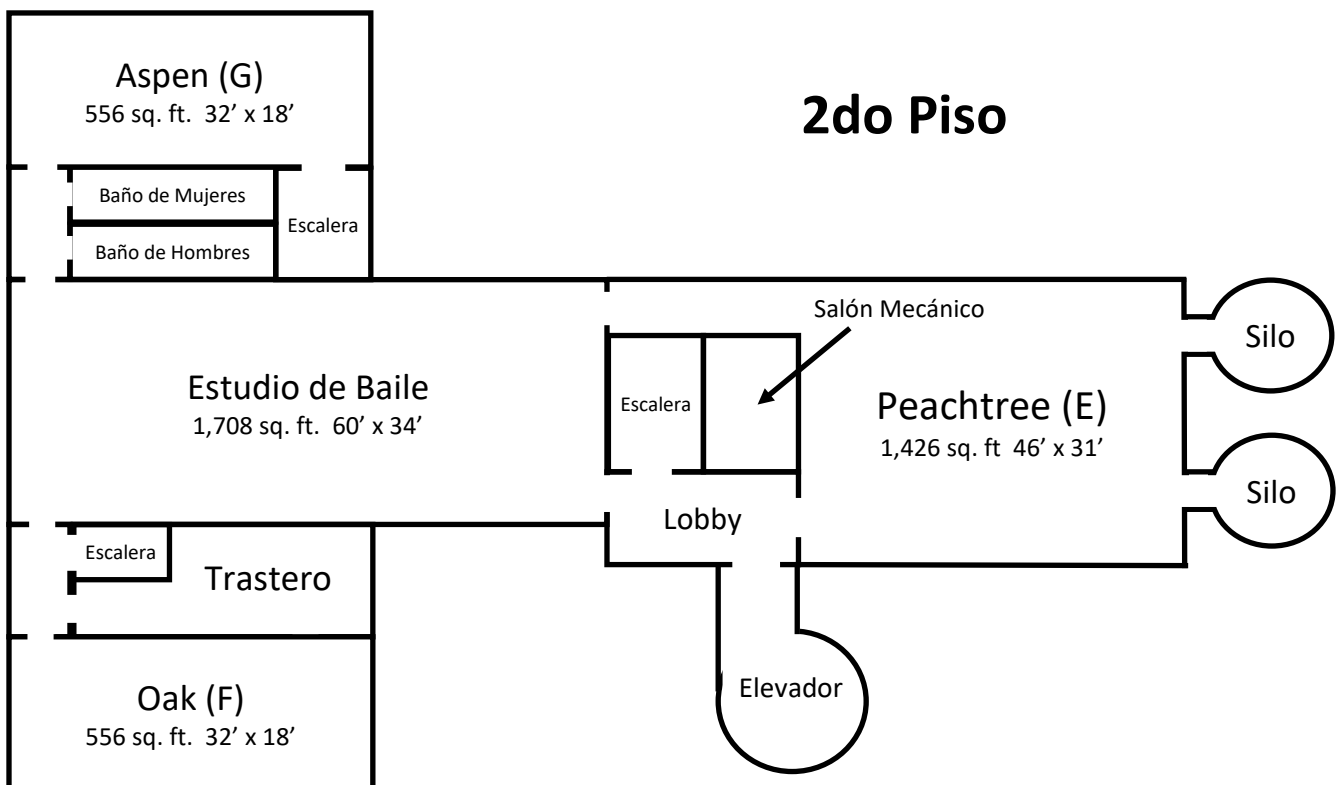 Aspen (G)
556 sq. ft.  32’ x 18’
2do Piso
Baño de Mujeres
Escalera
Baño de Hombres
Salón Mecánico
Silo
Estudio de Baile
1,708 sq. ft.  60’ x 34’
Escalera
Peachtree (E)
1,426 sq. ft  46’ x 31’
Silo
Lobby
Escalera
Trastero
Elevador
Oak (F)
556 sq. ft.  32’ x 18’